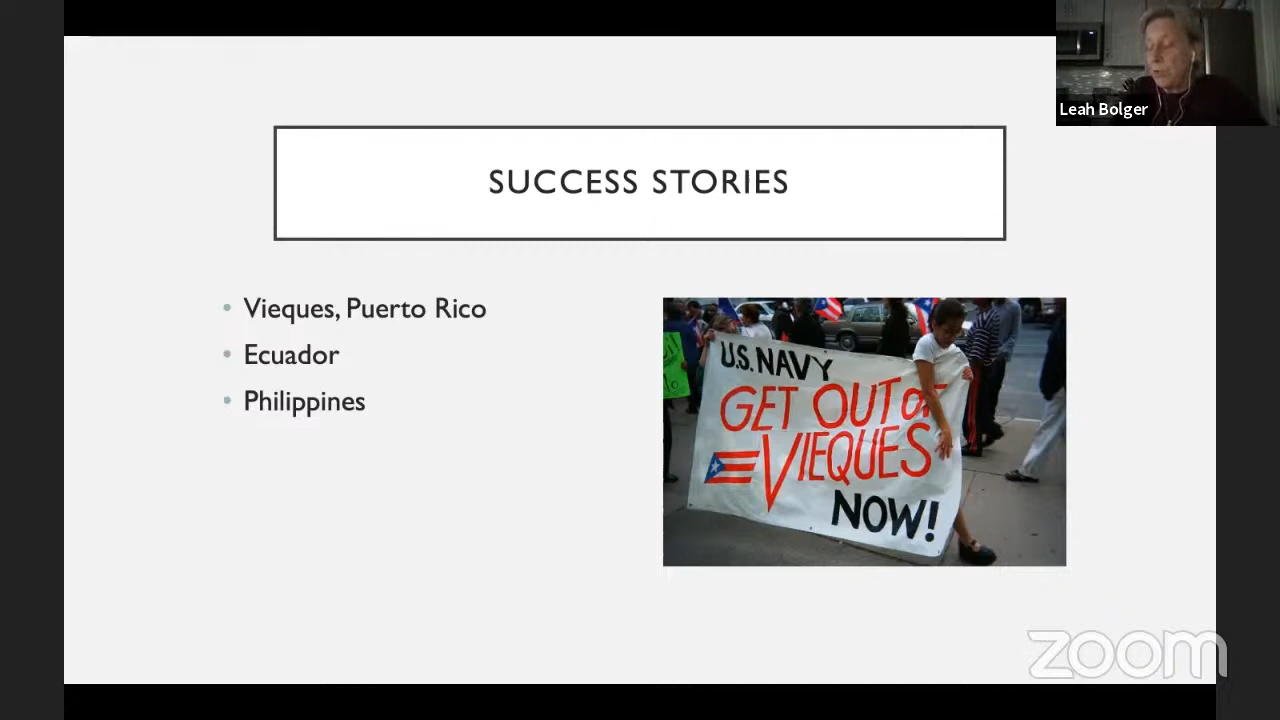 Leah Bolger
SUCCESS STORIES
• Vieques, Puerto Rico
• Ecuador
• Philippines
U.S. NAVY
GET OUT OF
VIEQUES
NOW!
zoom